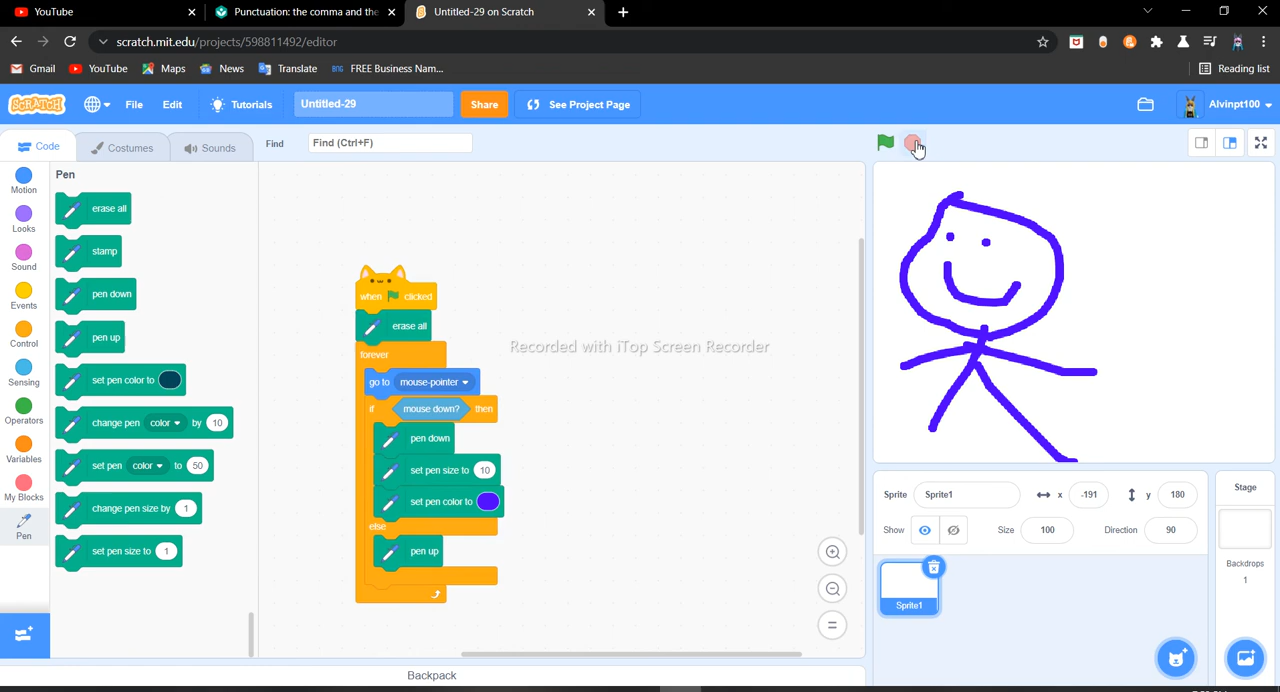 YouTube
Punctuation: the comma and the
Untitled-29 on Scratch
scratch.mit.edu/projects/598811492/editor
Gmail YouTube Maps News Translate BNG FREE Business Nam... Reading list
SCRATCH File Edit Tutorials Untitled-29 Share See Project Page Alvinpt100
Code Costumes Sounds Find Find (Ctrl+F)
Motion
Looks
Sound
Events
Control
Sensing
Operators
Variables
My Blocks
Pen
Pen
erase all
stamp
pen down
pen up
set pen color to
change pen color by 10
set pen color to 50
change pen size by 1
set pen size to 1
when clicked
erase all
forever
go to mouse-pointer
if mouse down? then
pen down
set pen size to 10
set pen color to
else
pen up
Recorded with iTop Screen Recorder
Backpack
Sprite Sprite1 x -191 y 180
Show Size 100 Direction 90
Sprite1
Stage
Backdrops
1